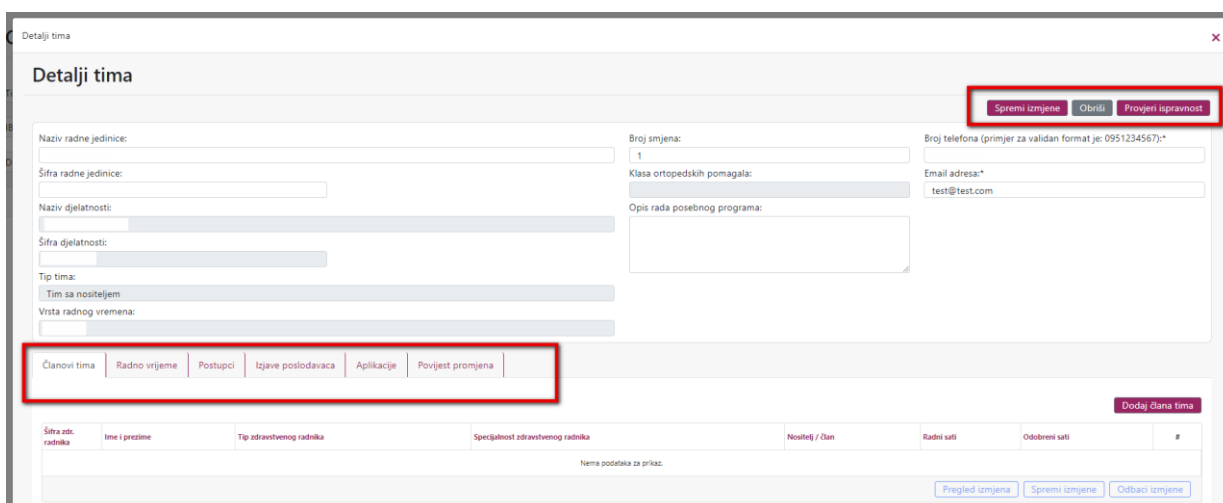 Detalji tima
Detalji tima
Spremi izmjene Obriši Provjeri ispravnost
Naziv radne jedinice:
Šifra radne jedinice:
Naziv djelatnosti:
Šifra djelatnosti:
Tip tima:
Tim sa nositeljem
Vrsta radnog vremena:
Broj smjena:
1
Klasa ortopedskih pomagala:
Opis rada posebnog programa:
Broj telefona (primjer za validan format je: 0951234567):*
Email adresa:*
test@test.com
Članovi tima Radno vrijeme Postupci Izjave poslodavaca Aplikacije Povijest promjena
Dodaj člana tima
Šifra zdr. radnika Ime i prezime Tip zdravstvenog radnika Specijalnost zdravstvenog radnika Nositelj / član Radni sati Odobreni sati #
Nema podataka za prikaz.
Pregled izmjena Spremi izmjene Odbaci izmjene